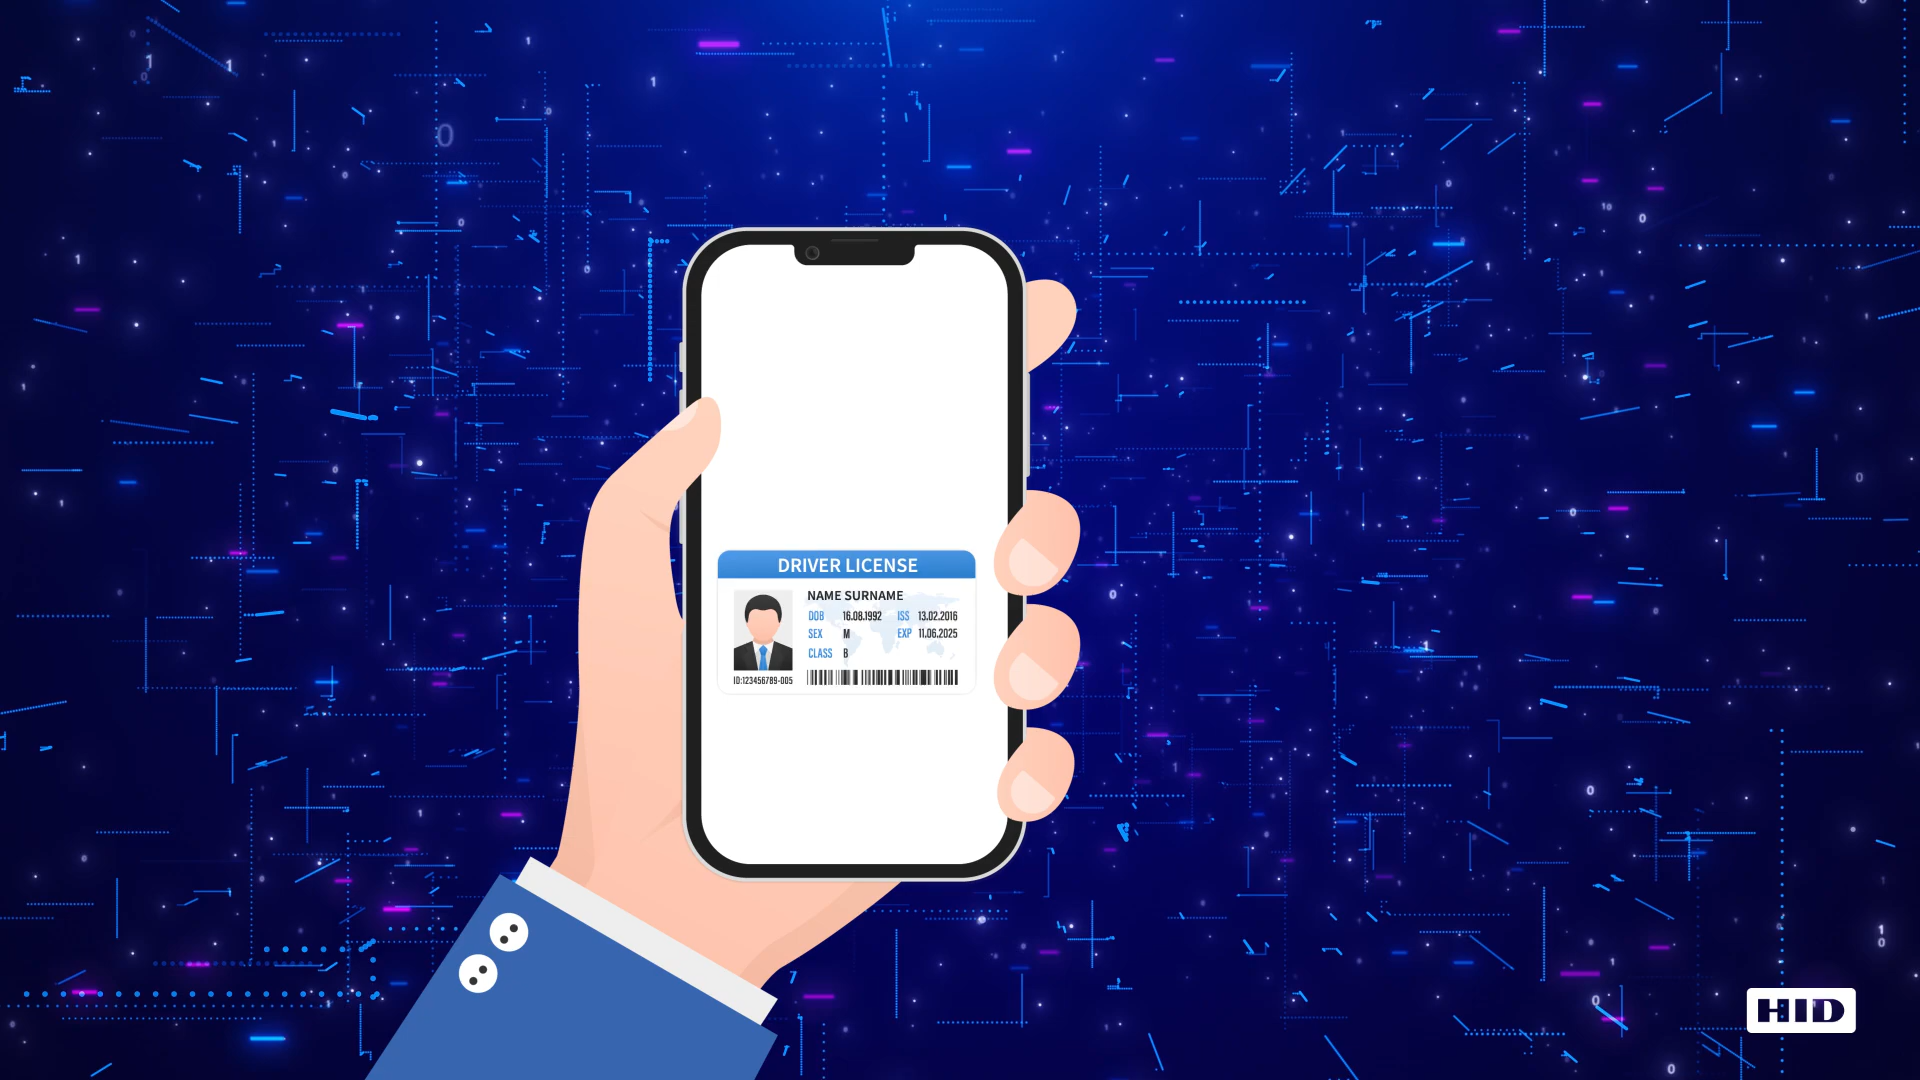 DRIVER LICENSE
NAME SURNAME
DOB 16.08.1992 ISS 13.02.2016
SEX M EXP 11.06.2025
CLASS B
ID:123456789-005
HID